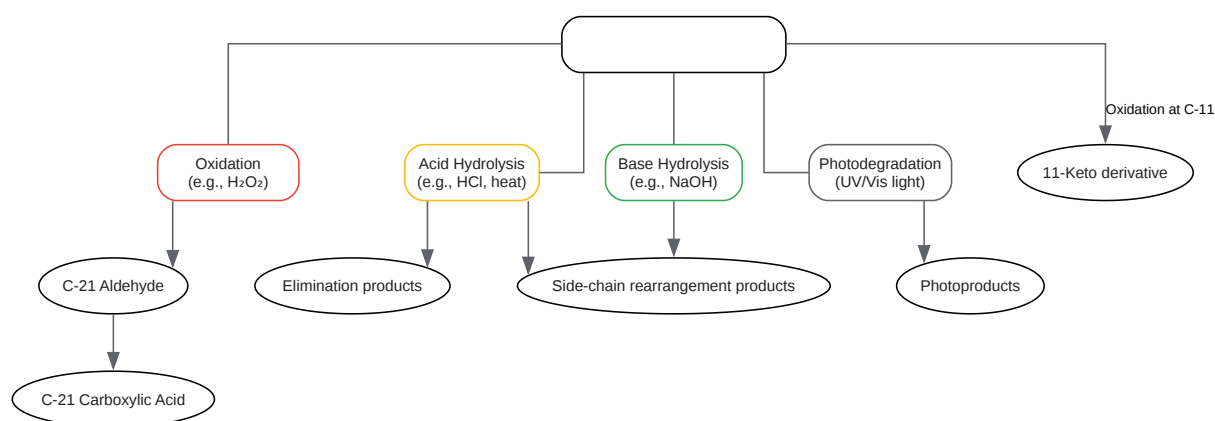 Oxidation at C-11
Oxidation
(e.g., H₂O₂)
Acid Hydrolysis
(e.g., HCl, heat)
Base Hydrolysis
(e.g., NaOH)
Photodegradation
(UV/Vis light)
11-Keto derivative
C-21 Aldehyde
Elimination products
Side-chain rearrangement products
Photoproducts
C-21 Carboxylic Acid